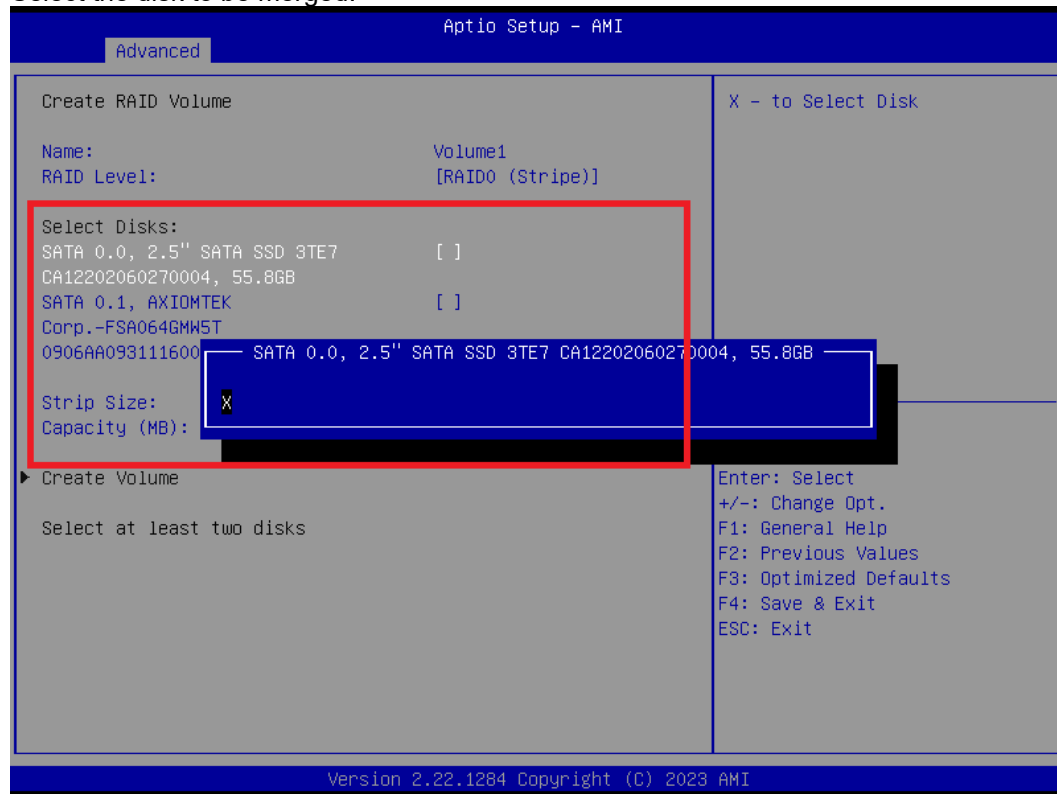 Select the disk to be merged.
Aptio Setup – AMI
Advanced
Create RAID Volume
X – to Select Disk
Name: Volume1
RAID Level: [RAID0 (Stripe)]
Select Disks:
SATA 0.0, 2.5" SATA SSD 3TE7 [ ]
CA12202060270004, 55.8GB
SATA 0.1, AXIOMTEK [ ]
Corp.-FSA064GMW5T
0906AA093111600
SATA 0.0, 2.5" SATA SSD 3TE7 CA12202060270004, 55.8GB
X
Strip Size:
Capacity (MB):
Create Volume
Select at least two disks
Enter: Select
+/-: Change Opt.
F1: General Help
F2: Previous Values
F3: Optimized Defaults
F4: Save & Exit
ESC: Exit
Version 2.22.1284 Copyright (C) 2023 AMI